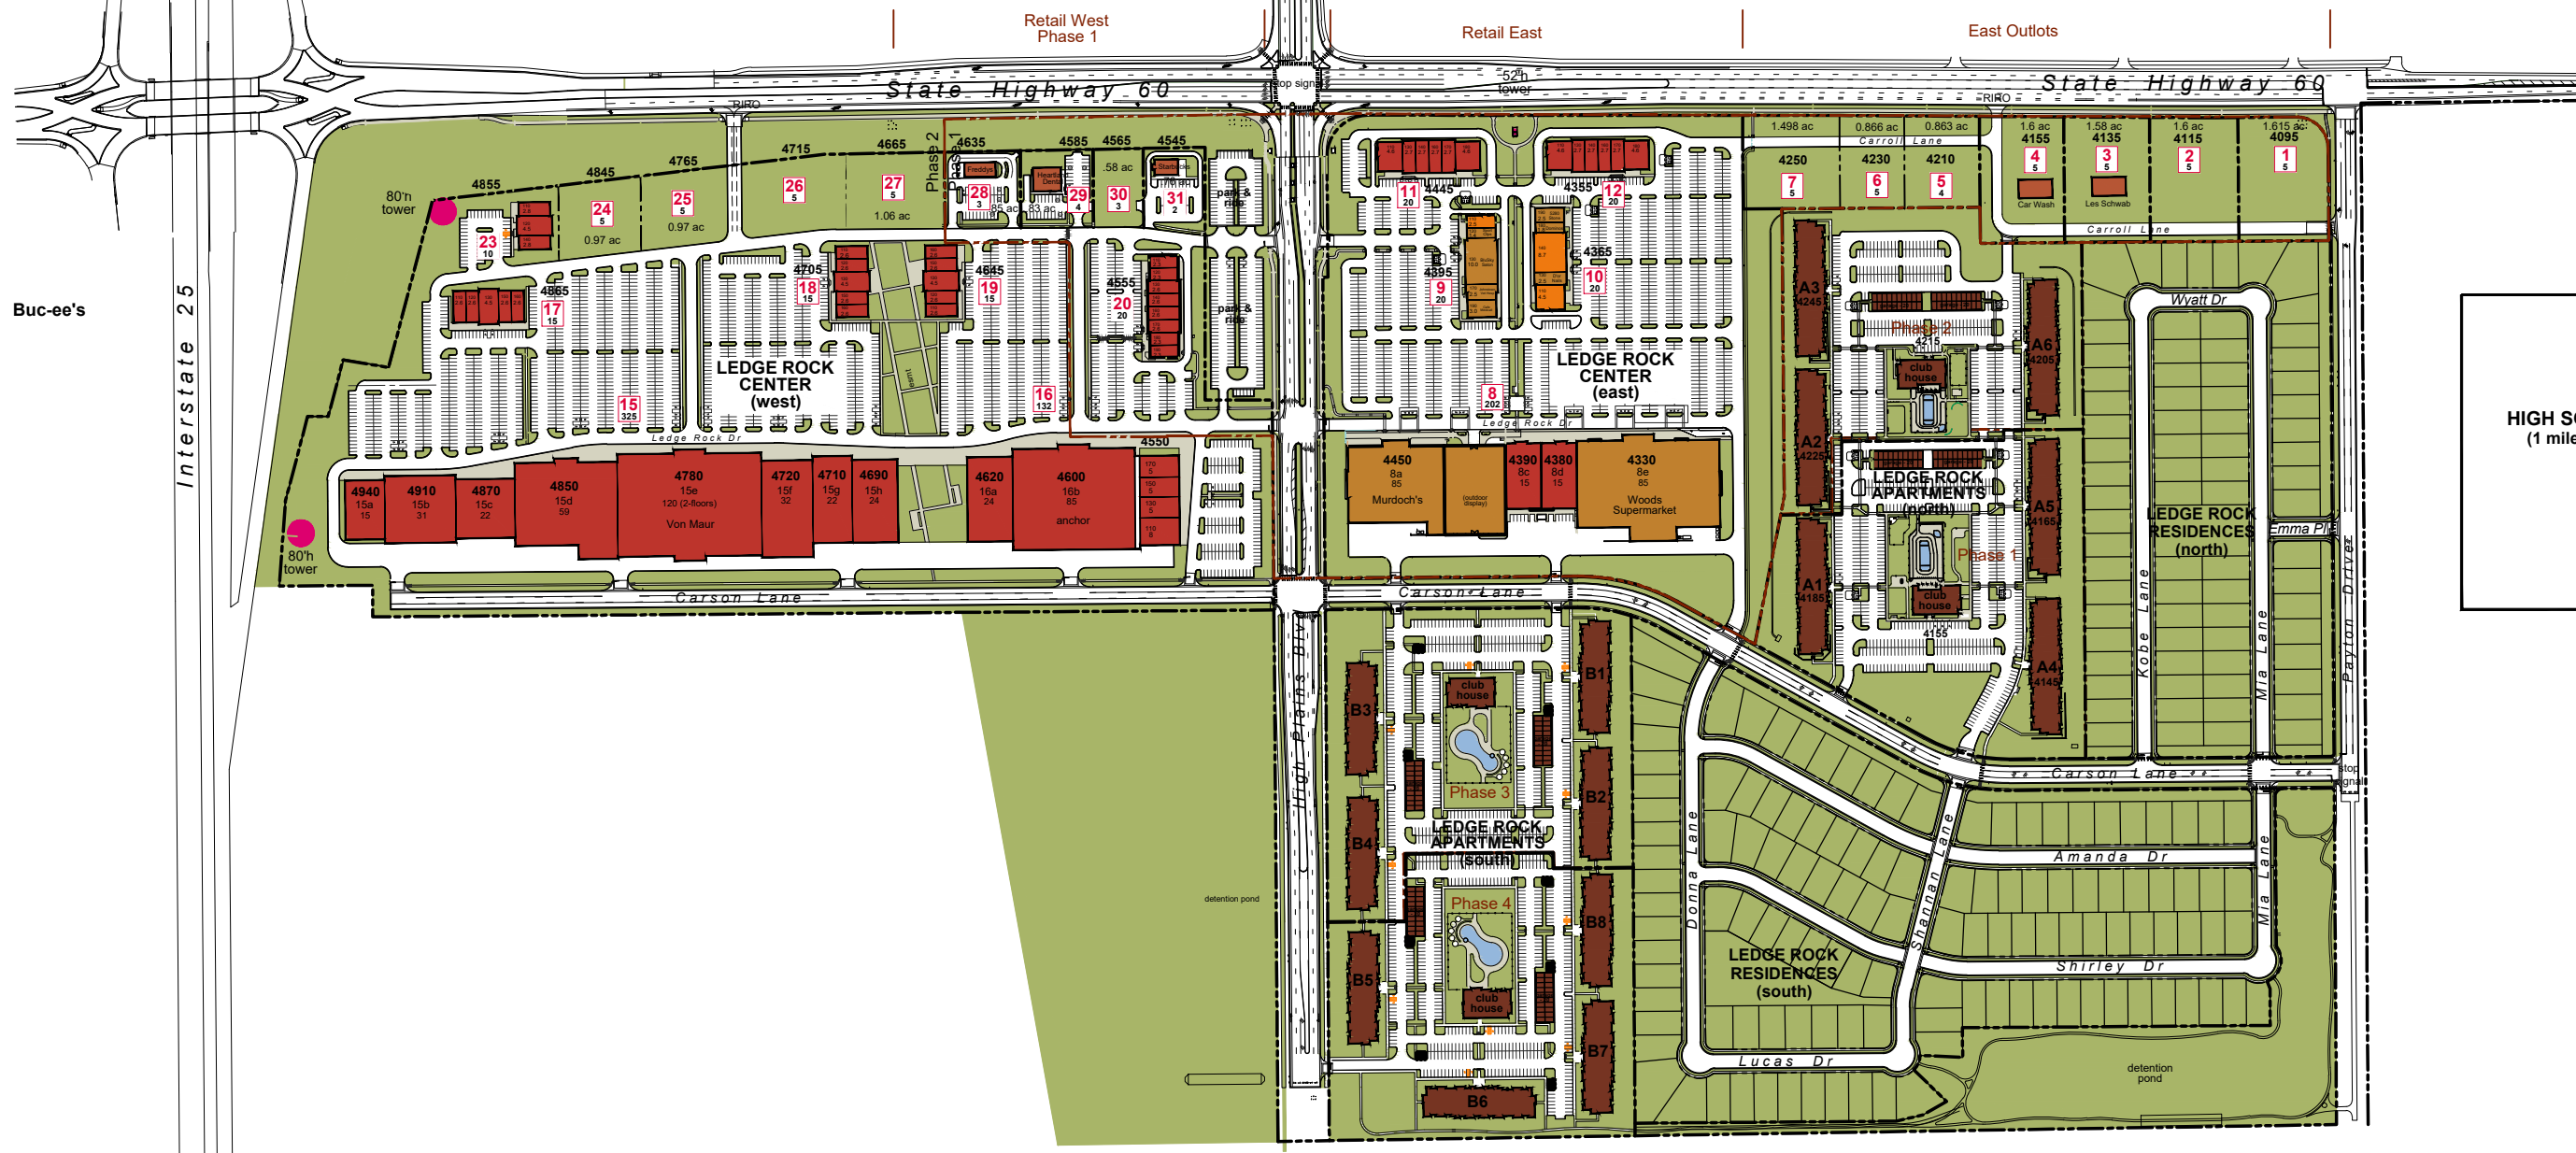 Retail West
Phase 1
Retail East
East Outlots
State Highway 60
State Highway 60
52'h
tower
RIRO
RIRO
Phase 2
Phase 1
80'h
tower
80'h
tower
Buc-ee's
Interstate 25
4855
23
10
4845
24
5
0.97 ac
4765
25
5
0.97 ac
4715
26
5
4665
27
5
1.06 ac
4635
Freddys
28
3
4585
29
4
4565
.58 ac
30
3
4545
Starbucks
31
2
park &
ride
park &
ride
4865
17
15
4705
18
15
4645
19
15
4555
20
20
LEDGE ROCK
CENTER
(west)
15
325
16
132
Ledge Rock Dr
4940
15a
15
4910
15b
31
4870
15c
22
4850
15d
59
4780
15e
120 (2-floors)
Von Maur
4720
15f
32
4710
15g
22
4690
15h
24
4620
16a
24
4600
16b
85
anchor
4550
170
5
150
5
130
5
110
8
Carson Lane
11
20
4445
4355
12
20
4395
9
20
4365
10
20
LEDGE ROCK
CENTER
(east)
8
202
Ledge Rock Dr
4450
8a
85
Murdoch's
(outdoor
display)
4390
8c
15
4380
8d
15
4330
8e
85
Woods
Supermarket
Carson Lane
1.498 ac
0.866 ac
0.863 ac
Carroll Lane
4250
7
5
4230
6
5
4210
5
4
1.6 ac
4155
4
5
Car Wash
1.58 ac
4135
3
5
Les Schwab
1.6 ac
4115
2
5
1.615 ac
4095
1
5
Carroll Lane
A3
4245
A2
4225
A1
4185
A6
4205
A5
4165
A4
4145
Phase 2
4215
club
house
LEDGE ROCK
APARTMENTS
(north)
Phase 1
club
house
4155
Wyatt Dr
LEDGE ROCK
RESIDENCES
(north)
Emma Pl
Kobe Lane
Mia Lane
Payton Drive
HIGH S
(1 mile
Carson Lane
High Plains Blvd
detention pond
B3
B4
B5
B1
B2
B8
B7
B6
club
house
Phase 3
LEDGE ROCK
APARTMENTS
(south)
Phase 4
club
house
Donna Lane
Shannan Lane
Amanda Dr
Mia Lane
Shirley Dr
LEDGE ROCK
RESIDENCES
(south)
Lucas Dr
detention
pond